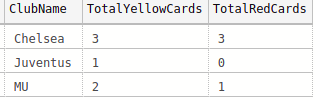 ClubName TotalYellowCards TotalRedCards
Chelsea 3 3
Juventus 1 0
MU 2 1